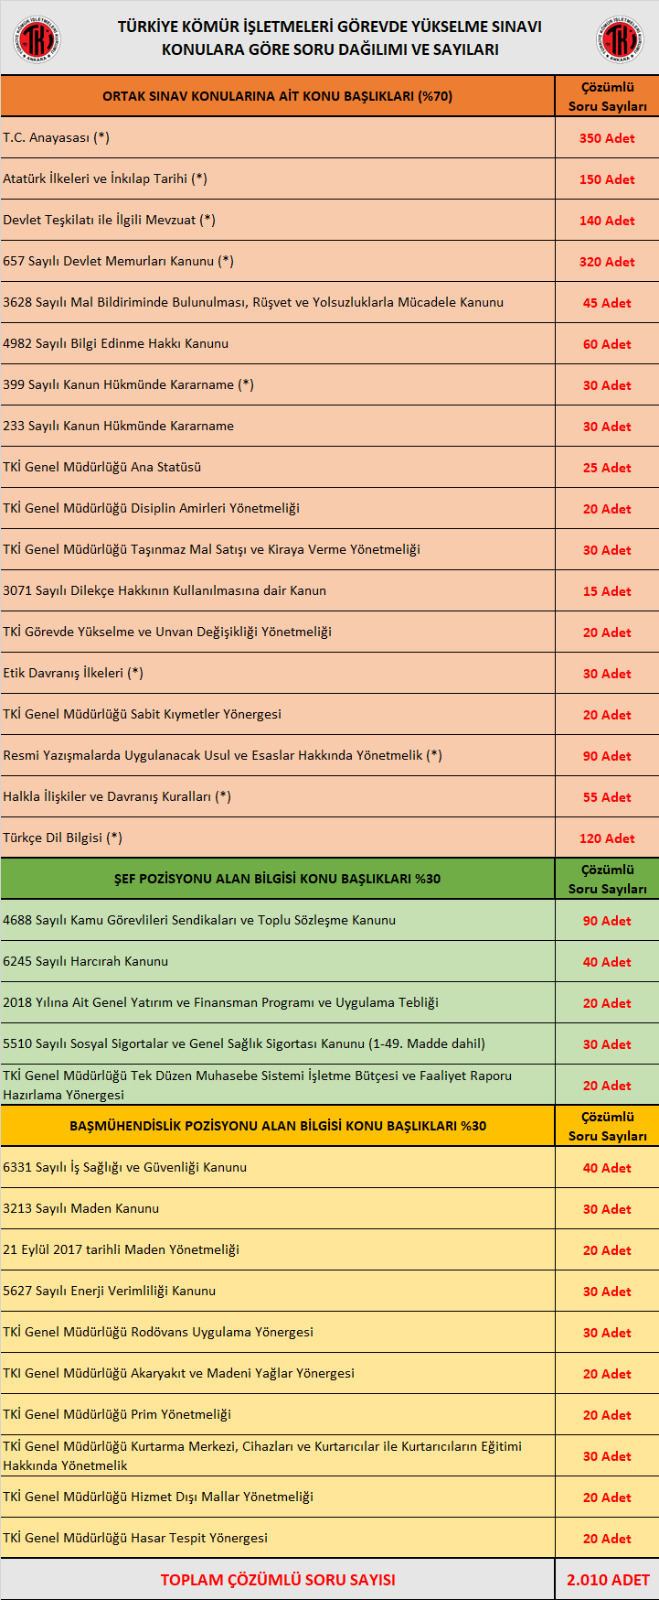 TÜRKİYE KÖMÜR İŞLETMELERİ GÖREVDE YÜKSELME SINAVI
KONULARA GÖRE SORU DAĞILIMI VE SAYILARI
ORTAK SINAV KONULARINA AİT KONU BAŞLIKLARI (%70)
Çözümlü
Soru Sayıları
T.C. Anayasası (*)
350 Adet
Atatürk İlkeleri ve İnkılap Tarihi (*)
150 Adet
Devlet Teşkilatı ile İlgili Mevzuat (*)
140 Adet
657 Sayılı Devlet Memurları Kanunu (*)
320 Adet
3628 Sayılı Mal Bildiriminde Bulunulması, Rüşvet ve Yolsuzluklarla Mücadele Kanunu
45 Adet
4982 Sayılı Bilgi Edinme Hakkı Kanunu
60 Adet
399 Sayılı Kanun Hükmünde Kararname (*)
30 Adet
233 Sayılı Kanun Hükmünde Kararname
30 Adet
TKİ Genel Müdürlüğü Ana Statüsü
25 Adet
TKİ Genel Müdürlüğü Disiplin Amirleri Yönetmeliği
20 Adet
TKİ Genel Müdürlüğü Taşınmaz Mal Satışı ve Kiraya Verme Yönetmeliği
30 Adet
3071 Sayılı Dilekçe Hakkının Kullanılmasına dair Kanun
15 Adet
TKİ Görevde Yükselme ve Unvan Değişikliği Yönetmeliği
20 Adet
Etik Davranış İlkeleri (*)
30 Adet
TKİ Genel Müdürlüğü Sabit Kıymetler Yönergesi
20 Adet
Resmi Yazışmalarda Uygulanacak Usul ve Esaslar Hakkında Yönetmelik (*)
90 Adet
Halkla İlişkiler ve Davranış Kuralları (*)
55 Adet
Türkçe Dil Bilgisi (*)
120 Adet
ŞEF POZİSYONU ALAN BİLGİSİ KONU BAŞLIKLARI %30
Çözümlü
Soru Sayıları
4688 Sayılı Kamu Görevlileri Sendikaları ve Toplu Sözleşme Kanunu
90 Adet
6245 Sayılı Harcırah Kanunu
40 Adet
2018 Yılına Ait Genel Yatırım ve Finansman Programı ve Uygulama Tebliği
20 Adet
5510 Sayılı Sosyal Sigortalar ve Genel Sağlık Sigortası Kanunu (1-49. Madde dahil)
30 Adet
TKİ Genel Müdürlüğü Tek Düzen Muhasebe Sistemi İşletme Bütçesi ve Faaliyet Raporu
Hazırlama Yönergesi
20 Adet
BAŞMÜHENDİSLİK POZİSYONU ALAN BİLGİSİ KONU BAŞLIKLARI %30
Çözümlü
Soru Sayıları
6331 Sayılı İş Sağlığı ve Güvenliği Kanunu
40 Adet
3213 Sayılı Maden Kanunu
30 Adet
21 Eylül 2017 tarihli Maden Yönetmeliği
20 Adet
5627 Sayılı Enerji Verimliliği Kanunu
30 Adet
TKİ Genel Müdürlüğü Rodövans Uygulama Yönergesi
30 Adet
TKI Genel Müdürlüğü Akaryakıt ve Madeni Yağlar Yönergesi
20 Adet
TKİ Genel Müdürlüğü Prim Yönetmeliği
20 Adet
TKİ Genel Müdürlüğü Kurtarma Merkezi, Cihazları ve Kurtarıcılar ile Kurtarıcıların Eğitimi
Hakkında Yönetmelik
30 Adet
TKİ Genel Müdürlüğü Hizmet Dışı Mallar Yönetmeliği
20 Adet
TKİ Genel Müdürlüğü Hasar Tespit Yönergesi
20 Adet
TOPLAM ÇÖZÜMLÜ SORU SAYISI
2.010 ADET